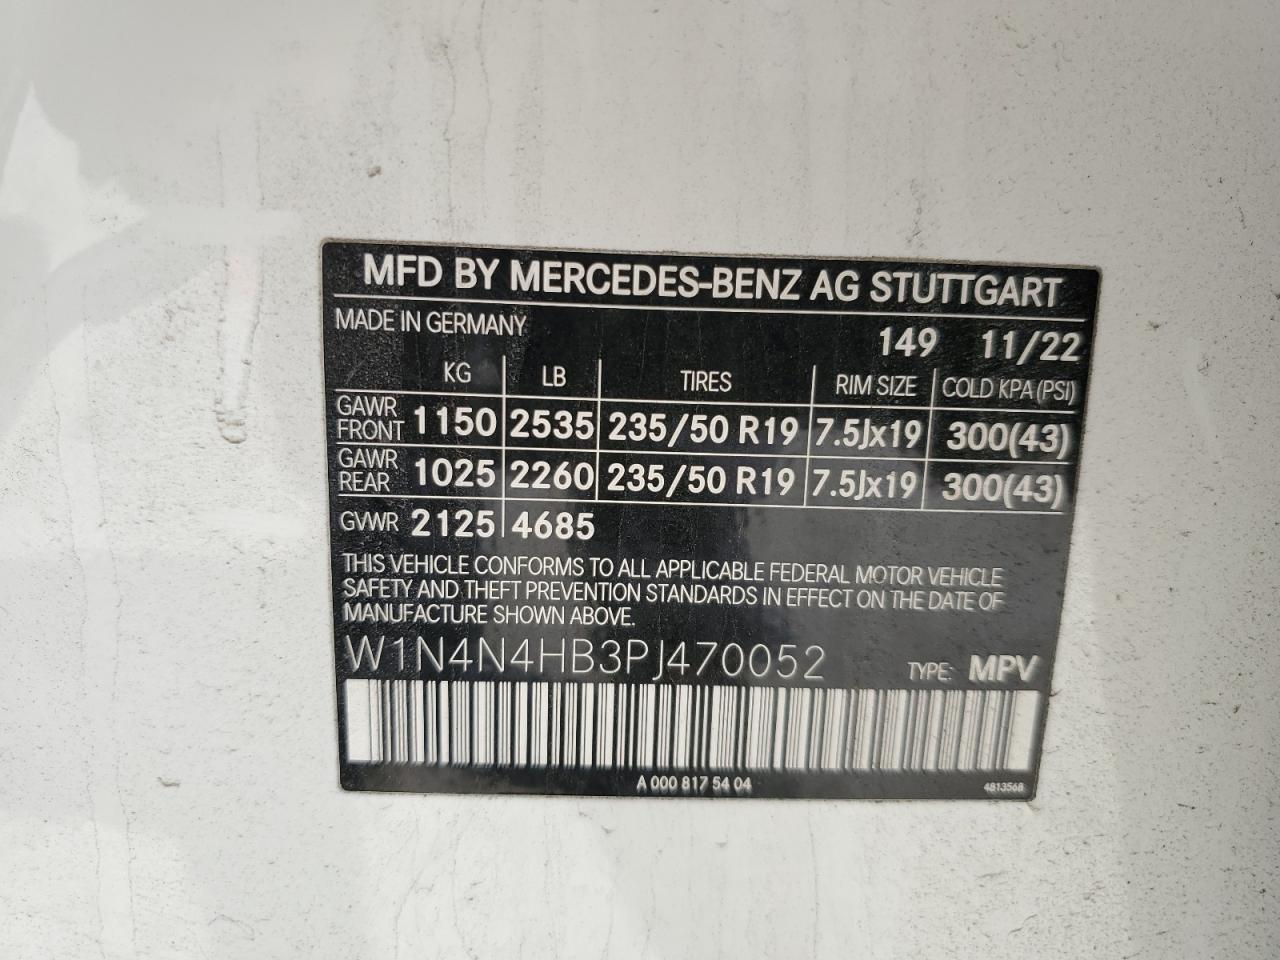 MFD BY MERCEDES-BENZ AG STUTTGART
MADE IN GERMANY 149 11/22
KG LB TIRES RIM SIZE COLD KPA (PSI)
GAWR FRONT 1150 2535 235/50 R19 7.5Jx19 300(43)
GAWR REAR 1025 2260 235/50 R19 7.5Jx19 300(43)
GVWR 2125 4685
THIS VEHICLE CONFORMS TO ALL APPLICABLE FEDERAL MOTOR VEHICLE
SAFETY AND THEFT PREVENTION STANDARDS IN EFFECT ON THE DATE OF
MANUFACTURE SHOWN ABOVE.
W1N4N4HB3PJ470052 TYPE: MPV
A 000 817 54 04 4813568